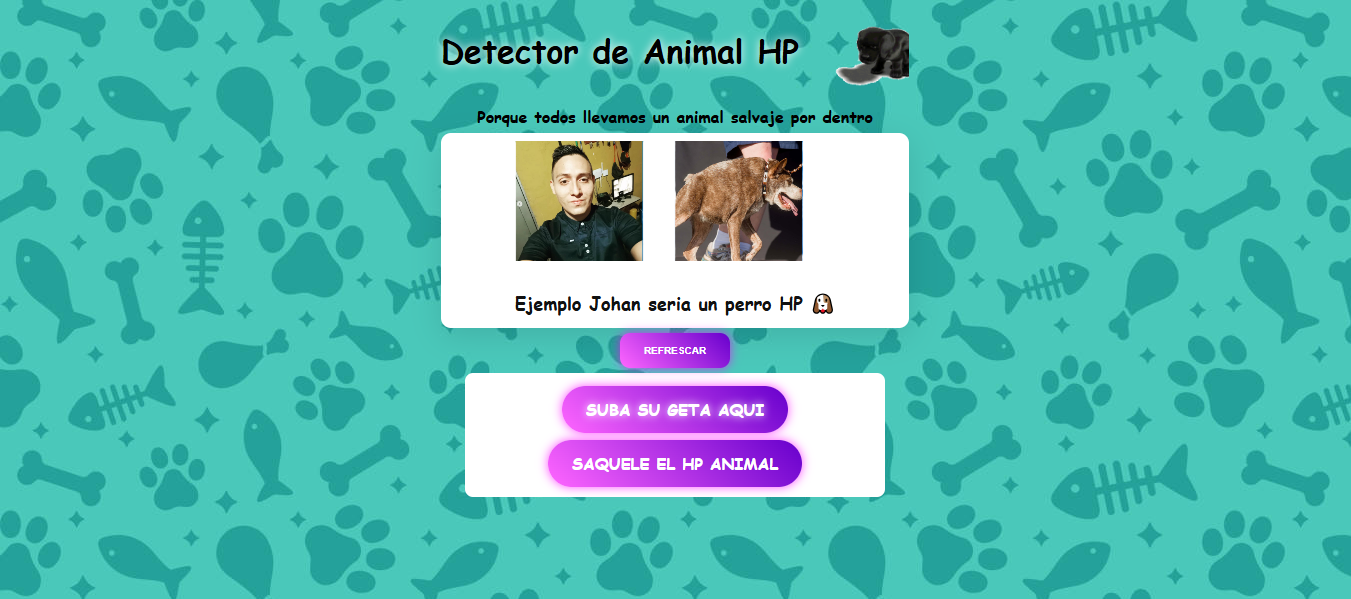 Detector de Animal HP
Porque todos llevamos un animal salvaje por dentro
Ejemplo Johan seria un perro HP
REFRESCAR
SUBA SU GETA AQUI
SAQUELE EL HP ANIMAL